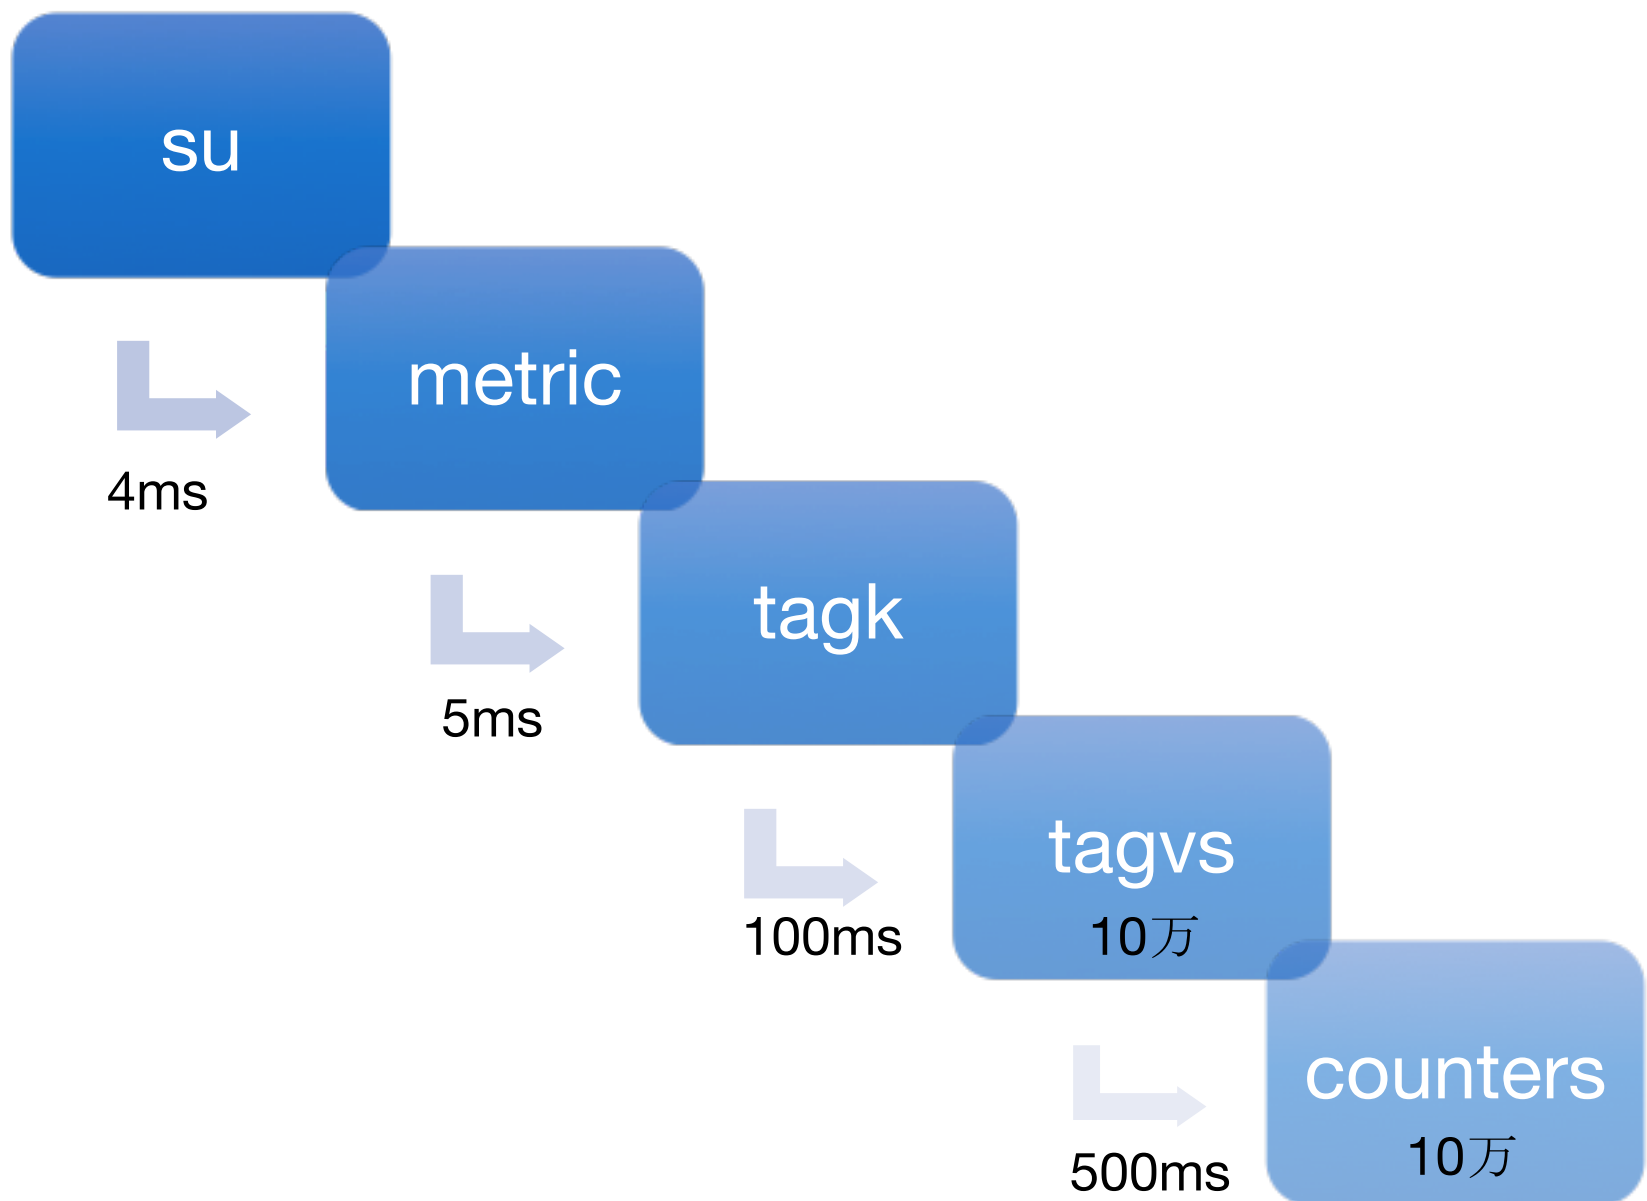 su
metric
4ms
tagk
5ms
tagvs
10万
100ms
counters
10万
500ms